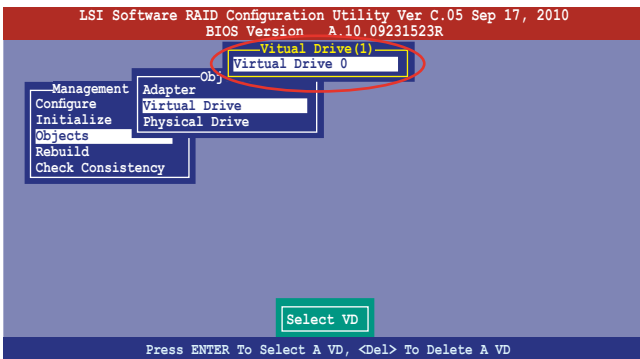 LSI Software RAID Configuration Utility Ver C.05 Sep 17, 2010
BIOS Version A.10.09231523R
Vitual Drive(1)
Virtual Drive 0
Obj
Adapter
Virtual Drive
Physical Drive
Management
Configure
Initialize
Objects
Rebuild
Check Consistency
Select VD
Press ENTER To Select A VD, <Del> To Delete A VD